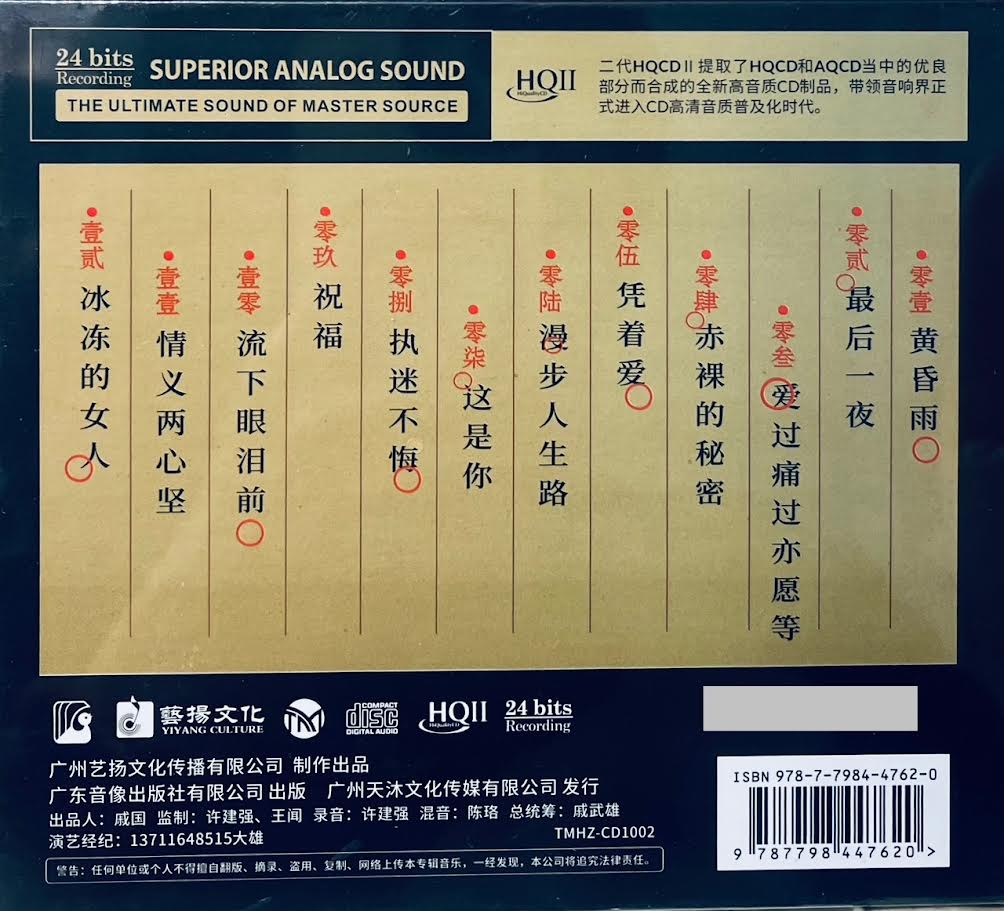 24 bits
Recording
SUPERIOR ANALOG SOUND
THE ULTIMATE SOUND OF MASTER SOURCE
HQII
HiQualityCD
二代HQCDⅡ提取了HQCD和AQCD当中的优良
部分而合成的全新高音质CD制品，带领音响界正
式进入CD高清音质普及化时代。
零壹 黄昏雨
零贰 最后一夜
零叁 爱过痛过亦愿等
零肆 赤裸的秘密
零伍 凭着爱
零陆 漫步人生路
零柒 这是你
零捌 执迷不悔
零玖 祝福
壹零 流下眼泪前
壹壹 情义两心坚
壹贰 冰冻的女人
藝揚文化
YIYANG CULTURE
TM
COMPACT
disc
DIGITAL AUDIO
HQII
HiQualityCD
24 bits
Recording
广州艺扬文化传播有限公司 制作出品
广东音像出版社有限公司 出版 广州天沐文化传媒有限公司 发行
出品人：戚国 监制：许建强、王闻 录音：许建强 混音：陈珞 总统筹：戚武雄
演艺经纪：13711648515大雄
TMHZ-CD1002
警告：任何单位或个人不得擅自翻版、摘录、盗用、复制、网络上传本专辑音乐，一经发现，本公司将追究法律责任。
ISBN 978-7-7984-4762-0
9 787798 447620 >